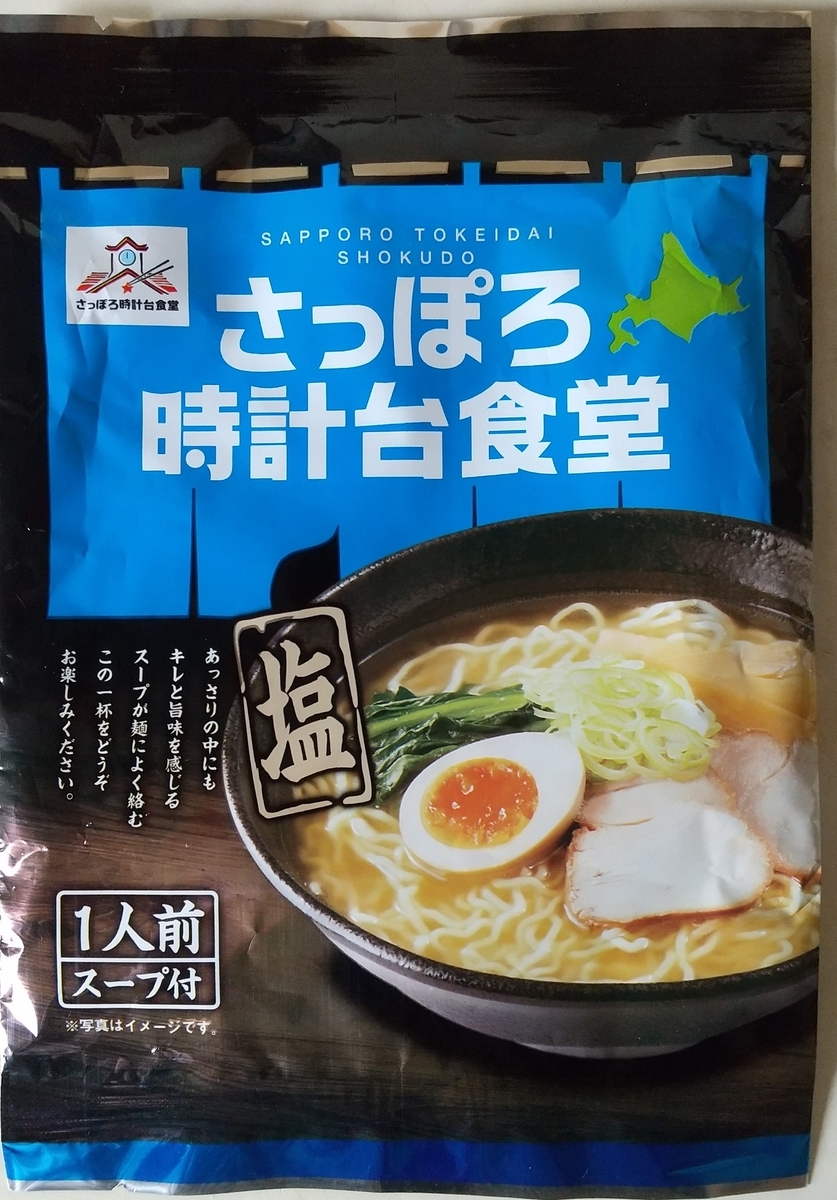 SAPPORO TOKEIDAI
SHOKUDO
さっぽろ時計台食堂
さっぽろ
時計台食堂
塩
あっさりの中にも
キレと旨味を感じる
スープが麺によく絡む
この一杯をどうぞ
お楽しみください。
1人前
スープ付
※写真はイメージです。